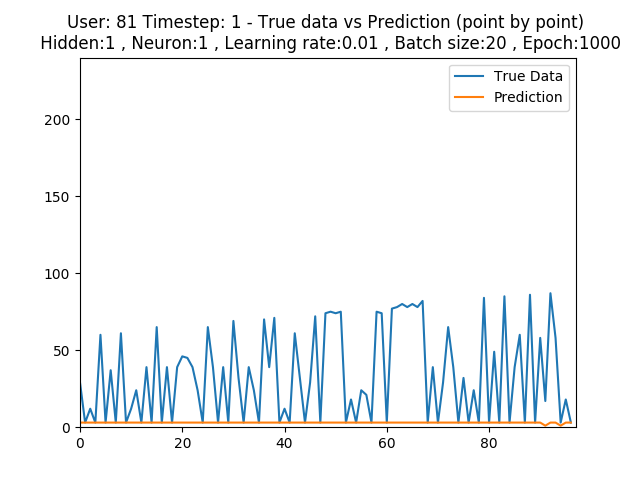 User: 81 Timestep: 1 - True data vs Prediction (point by point)
Hidden:1 , Neuron:1 , Learning rate:0.01 , Batch size:20 , Epoch:1000
True Data
Prediction
200
150
100
50
0
0 20 40 60 80